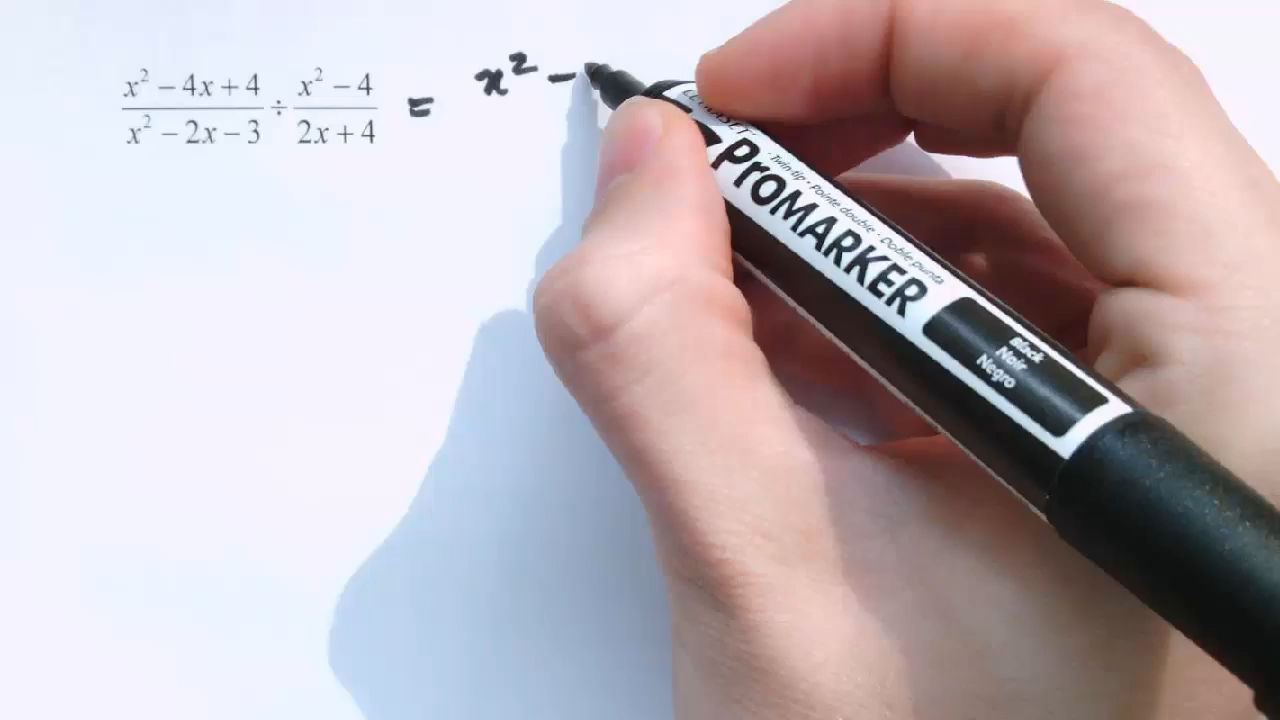 x² − 4x + 4 / x² − 2x − 3 ÷ x² − 4 / 2x + 4 = x² −
ProMARKER
· Twin tip · Pointe double · Doble punta
Black
Noir
Negro